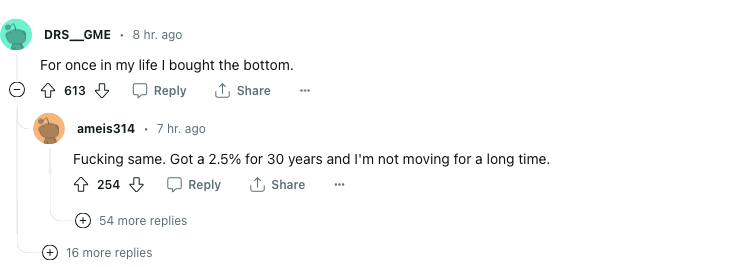 DRS__GME · 8 hr. ago
For once in my life I bought the bottom.
613 Reply Share ...
ameis314 · 7 hr. ago
Fucking same. Got a 2.5% for 30 years and I'm not moving for a long time.
254 Reply Share ...
54 more replies
16 more replies